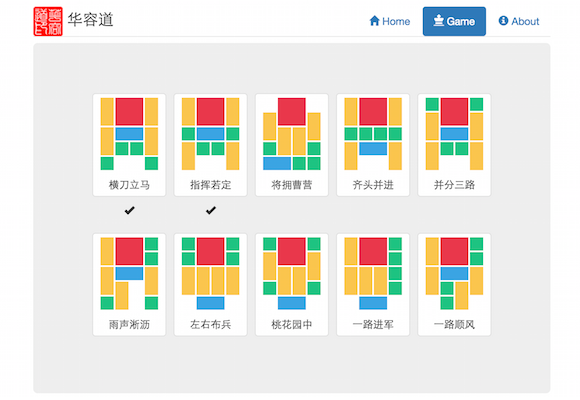 华容道
Home
Game
About
横刀立马
指挥若定
将拥曹营
齐头并进
并分三路
雨声淅沥
左右布兵
桃花园中
一路进军
一路顺风